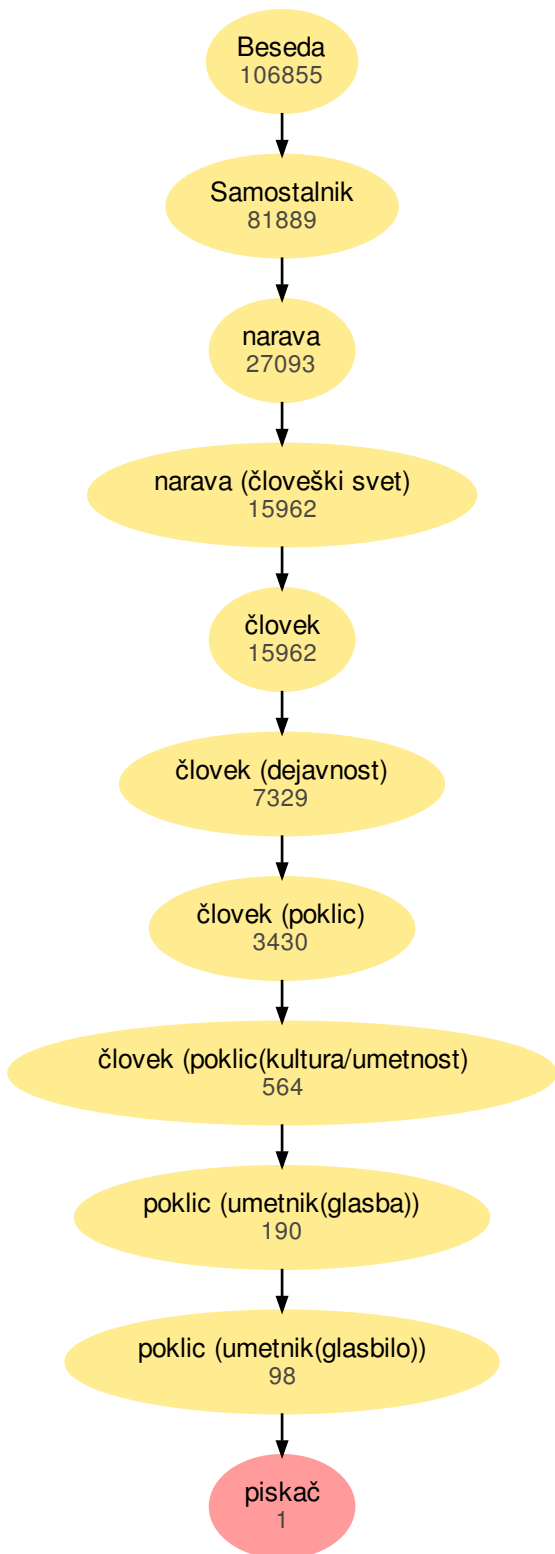 Beseda
106855
Samostalnik
81889
narava
27093
narava (človeški svet)
15962
človek
15962
človek (dejavnost)
7329
človek (poklic)
3430
človek (poklic(kultura/umetnost)
564
poklic (umetnik(glasba))
190
poklic (umetnik(glasbilo))
98
piskač
1